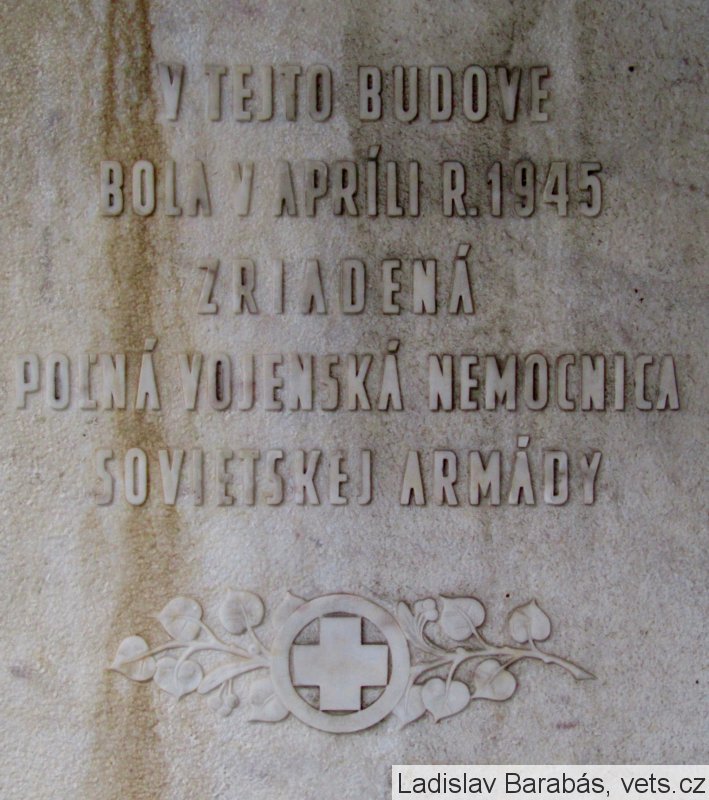 V TEJTO BUDOVE
BOLA V APRÍLI R. 1945
ZRIADENÁ
POĽNÁ VOJENSKÁ NEMOCNICA
SOVIETSKEJ ARMÁDY
Ladislav Barabás, vets.cz